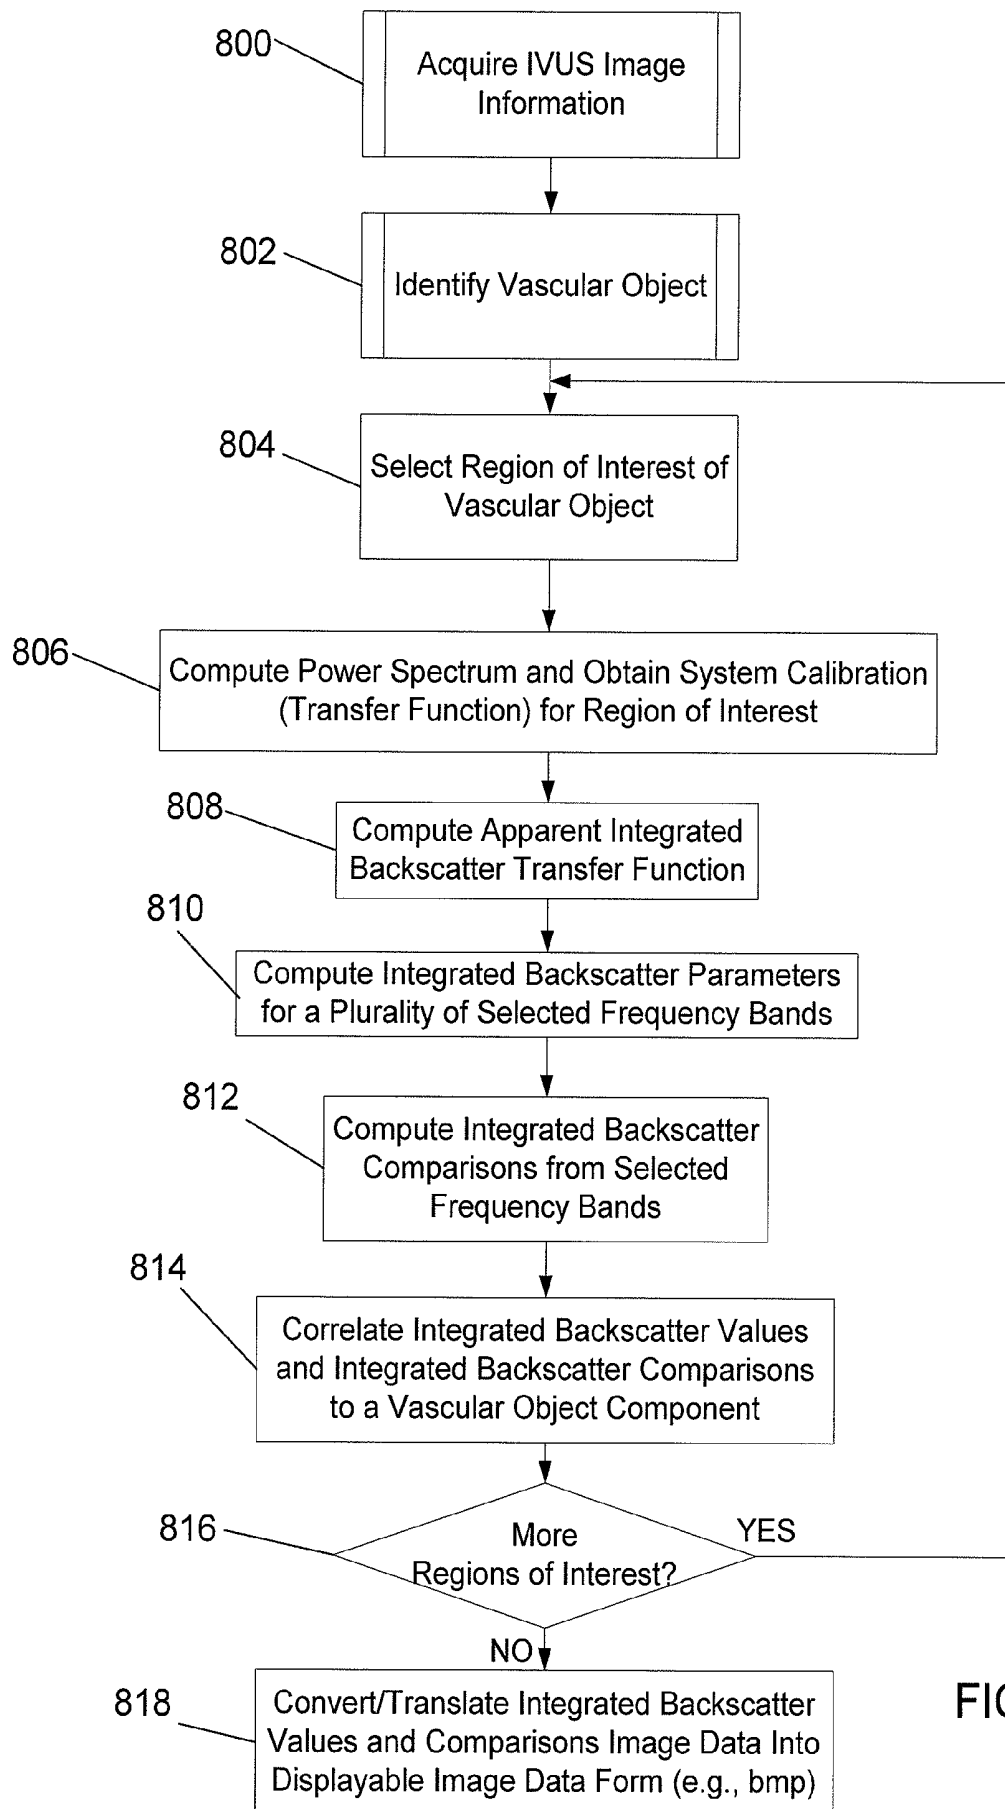 800
Acquire IVUS Image
Information
802
Identify Vascular Object
804
Select Region of Interest of
Vascular Object
806
Compute Power Spectrum and Obtain System Calibration
(Transfer Function) for Region of Interest
808
Compute Apparent Integrated
Backscatter Transfer Function
810
Compute Integrated Backscatter Parameters
for a Plurality of Selected Frequency Bands
812
Compute Integrated Backscatter
Comparisons from Selected
Frequency Bands
814
Correlate Integrated Backscatter Values
and Integrated Backscatter Comparisons
to a Vascular Object Component
816
More
Regions of Interest?
YES
NO
818
Convert/Translate Integrated Backscatter
Values and Comparisons Image Data Into
Displayable Image Data Form (e.g., bmp)